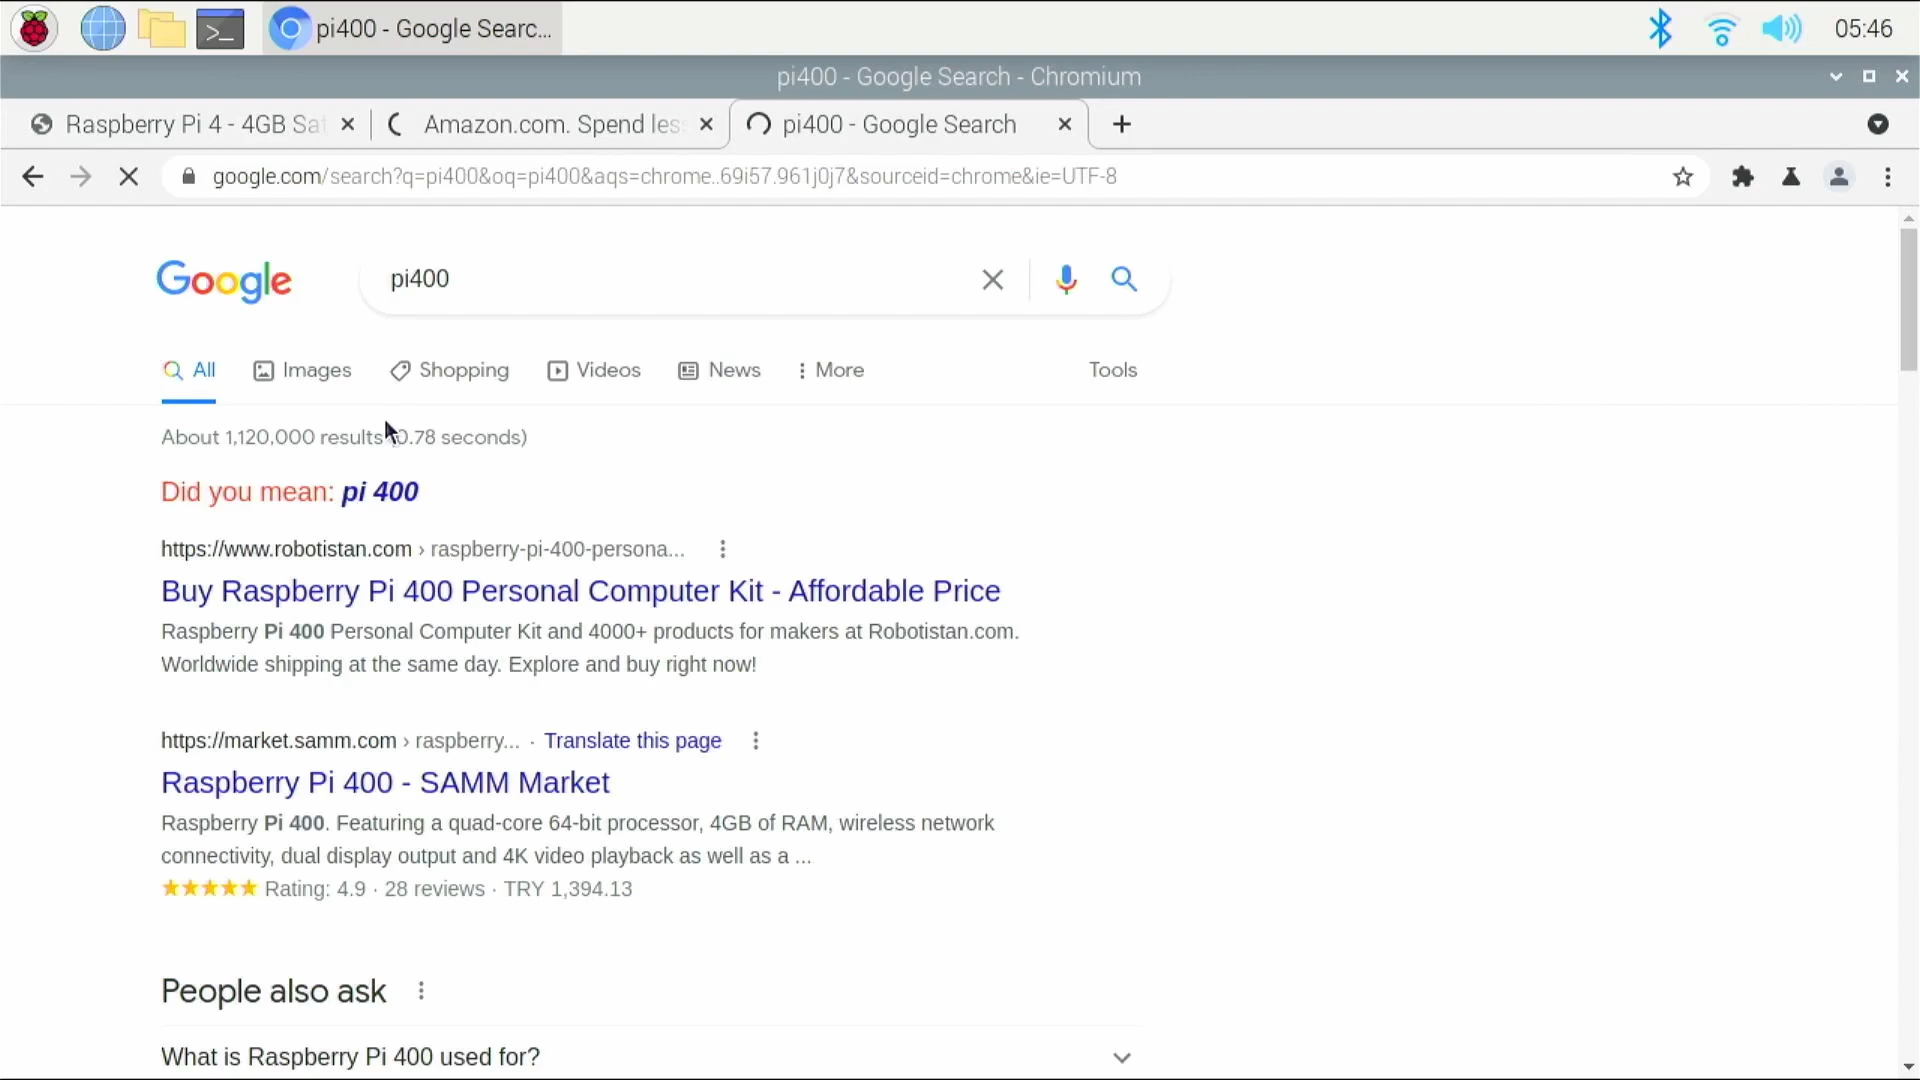 pi400 - Google Searc...
05:46
pi400 - Google Search - Chromium
Raspberry Pi 4 - 4GB Sat
Amazon.com. Spend les
pi400 - Google Search
google.com/search?q=pi400&oq=pi400&aqs=chrome..69i57.961j0j7&sourceid=chrome&ie=UTF-8
Google
pi400
All
Images
Shopping
Videos
News
More
Tools
About 1,120,000 results 0.78 seconds)
Did you mean: pi 400
https://www.robotistan.com › raspberry-pi-400-persona...
Buy Raspberry Pi 400 Personal Computer Kit - Affordable Price
Raspberry Pi 400 Personal Computer Kit and 4000+ products for makers at Robotistan.com.
Worldwide shipping at the same day. Explore and buy right now!
https://market.samm.com › raspberry... · Translate this page
Raspberry Pi 400 - SAMM Market
Raspberry Pi 400. Featuring a quad-core 64-bit processor, 4GB of RAM, wireless network
connectivity, dual display output and 4K video playback as well as a ...
Rating: 4.9 · 28 reviews · TRY 1,394.13
People also ask
What is Raspberry Pi 400 used for?